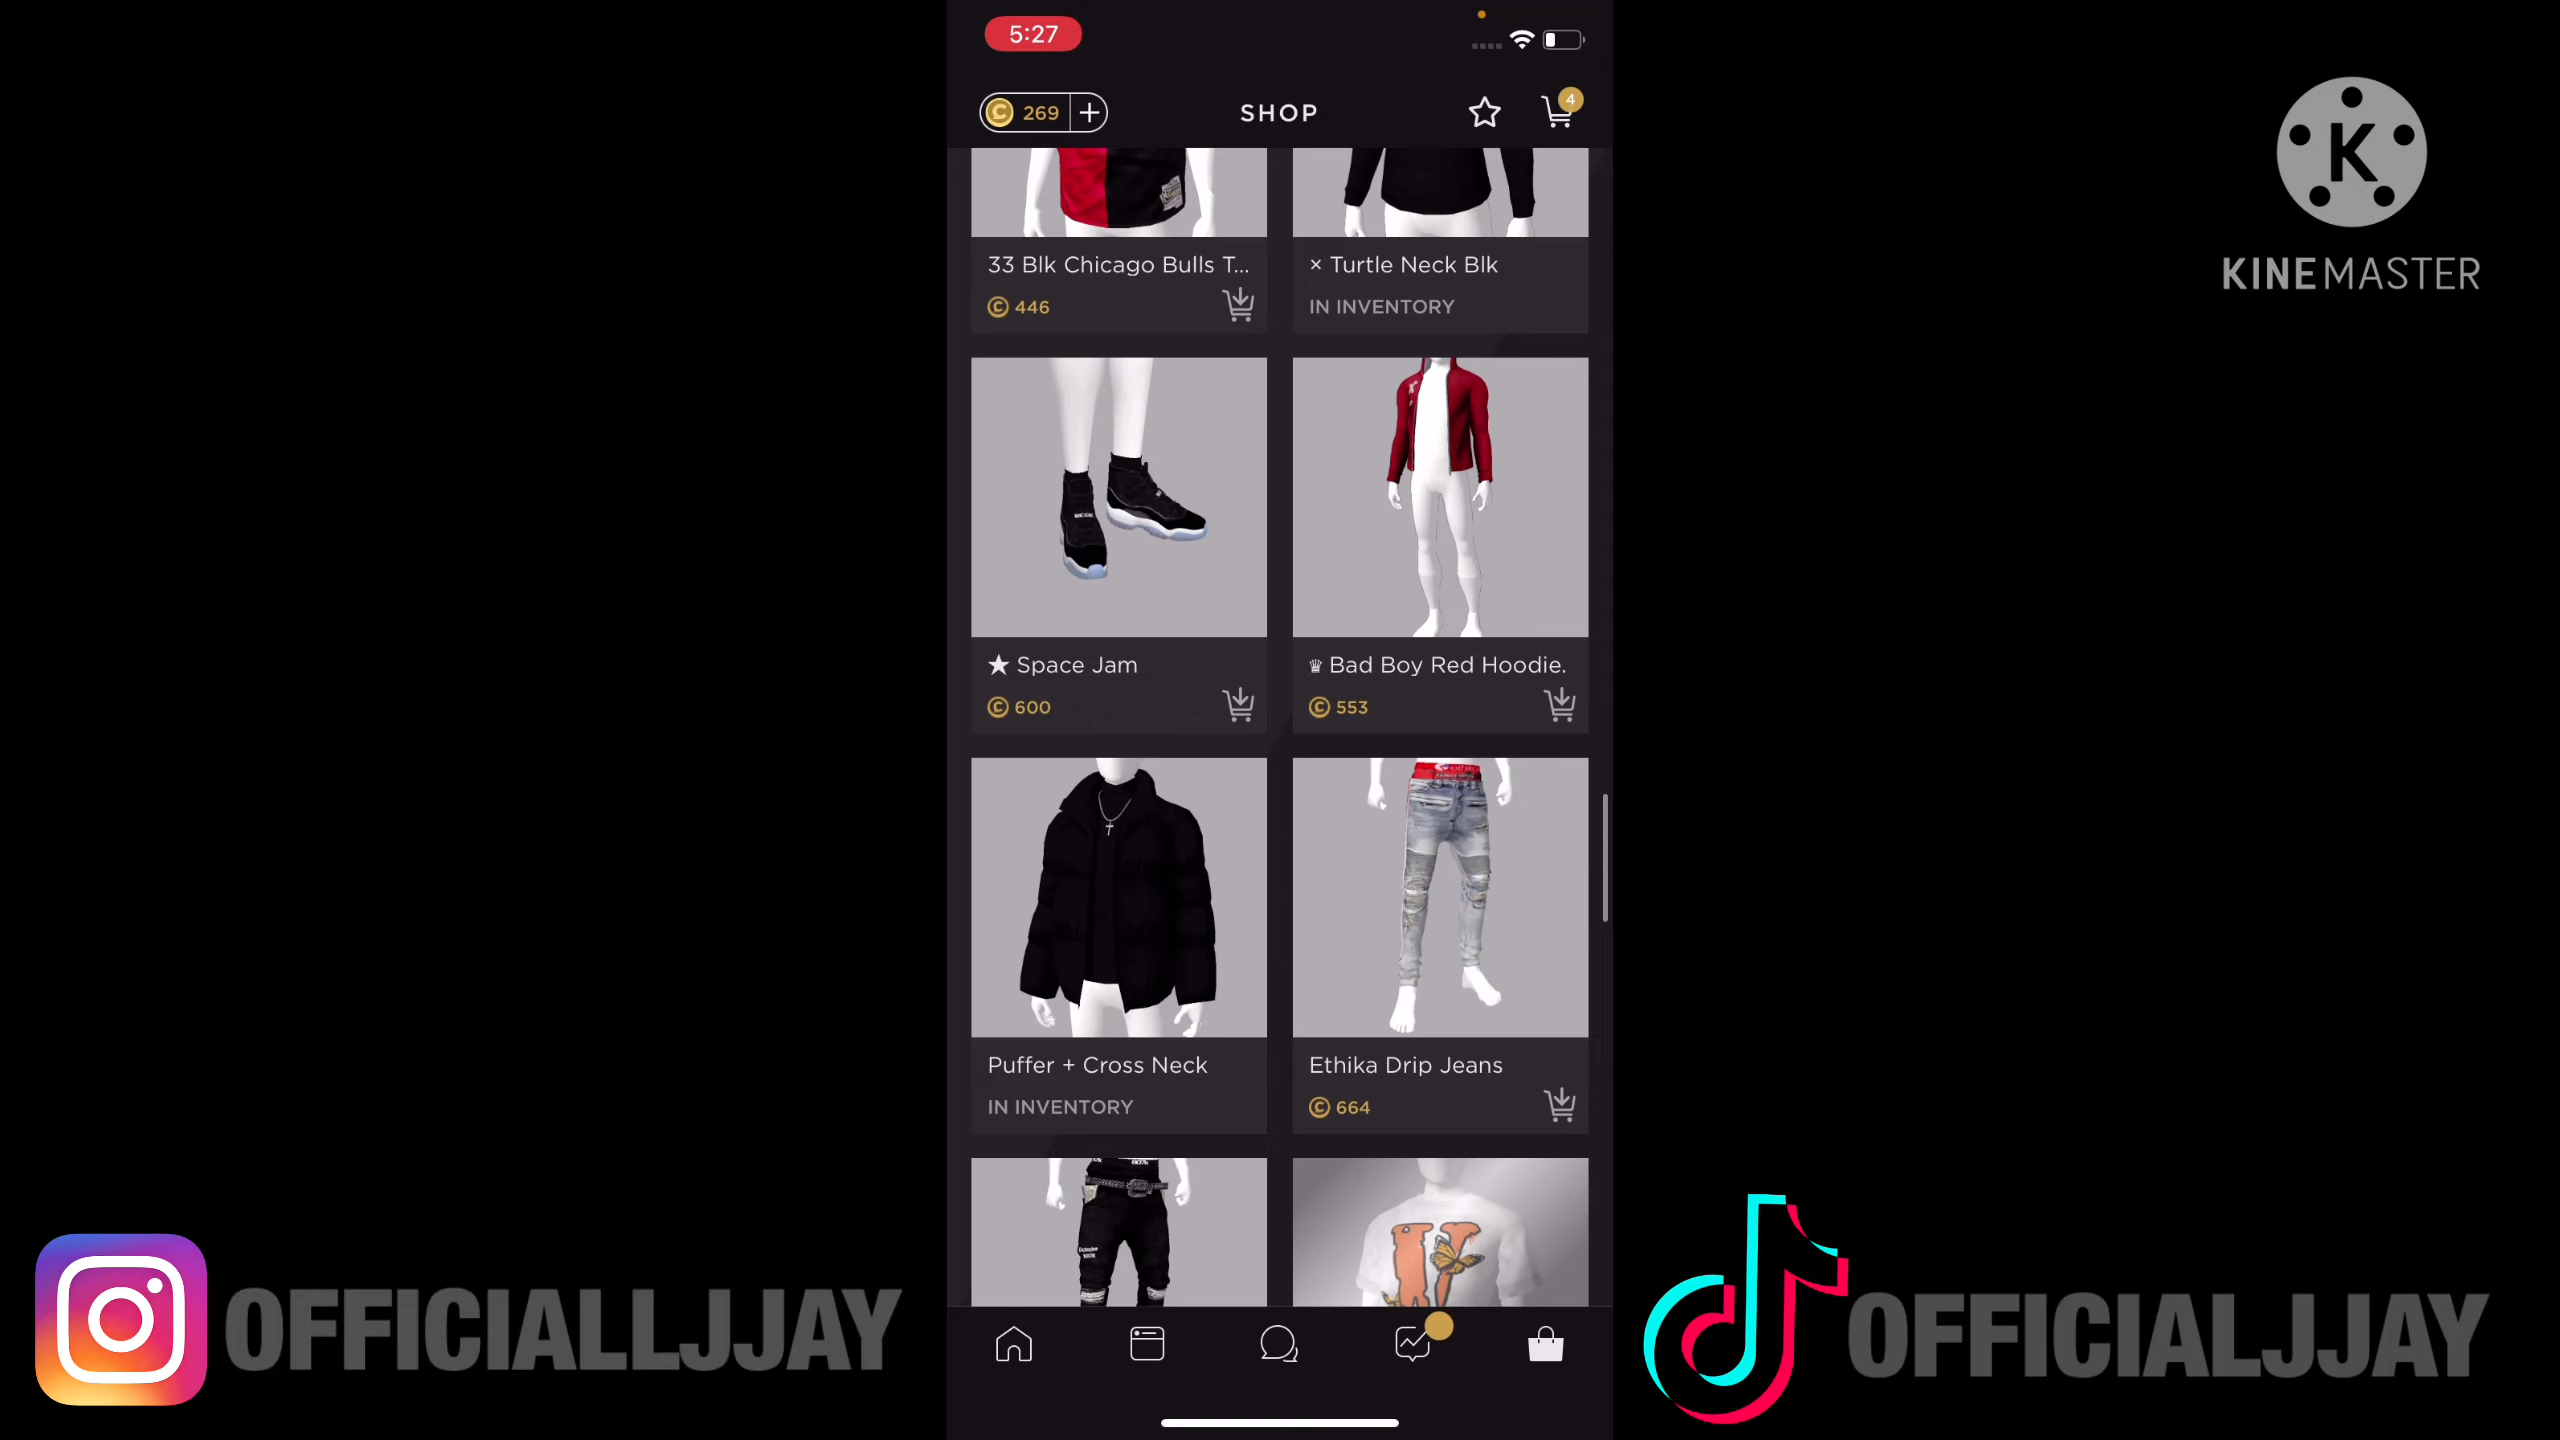 5:27
269
SHOP
4
33 Blk Chicago Bulls T...
446
× Turtle Neck Blk
IN INVENTORY
★ Space Jam
600
♛ Bad Boy Red Hoodie.
553
Puffer + Cross Neck
IN INVENTORY
Ethika Drip Jeans
664
K
KINEMASTER
OFFICIALLJJAY
OFFICIALJJAY